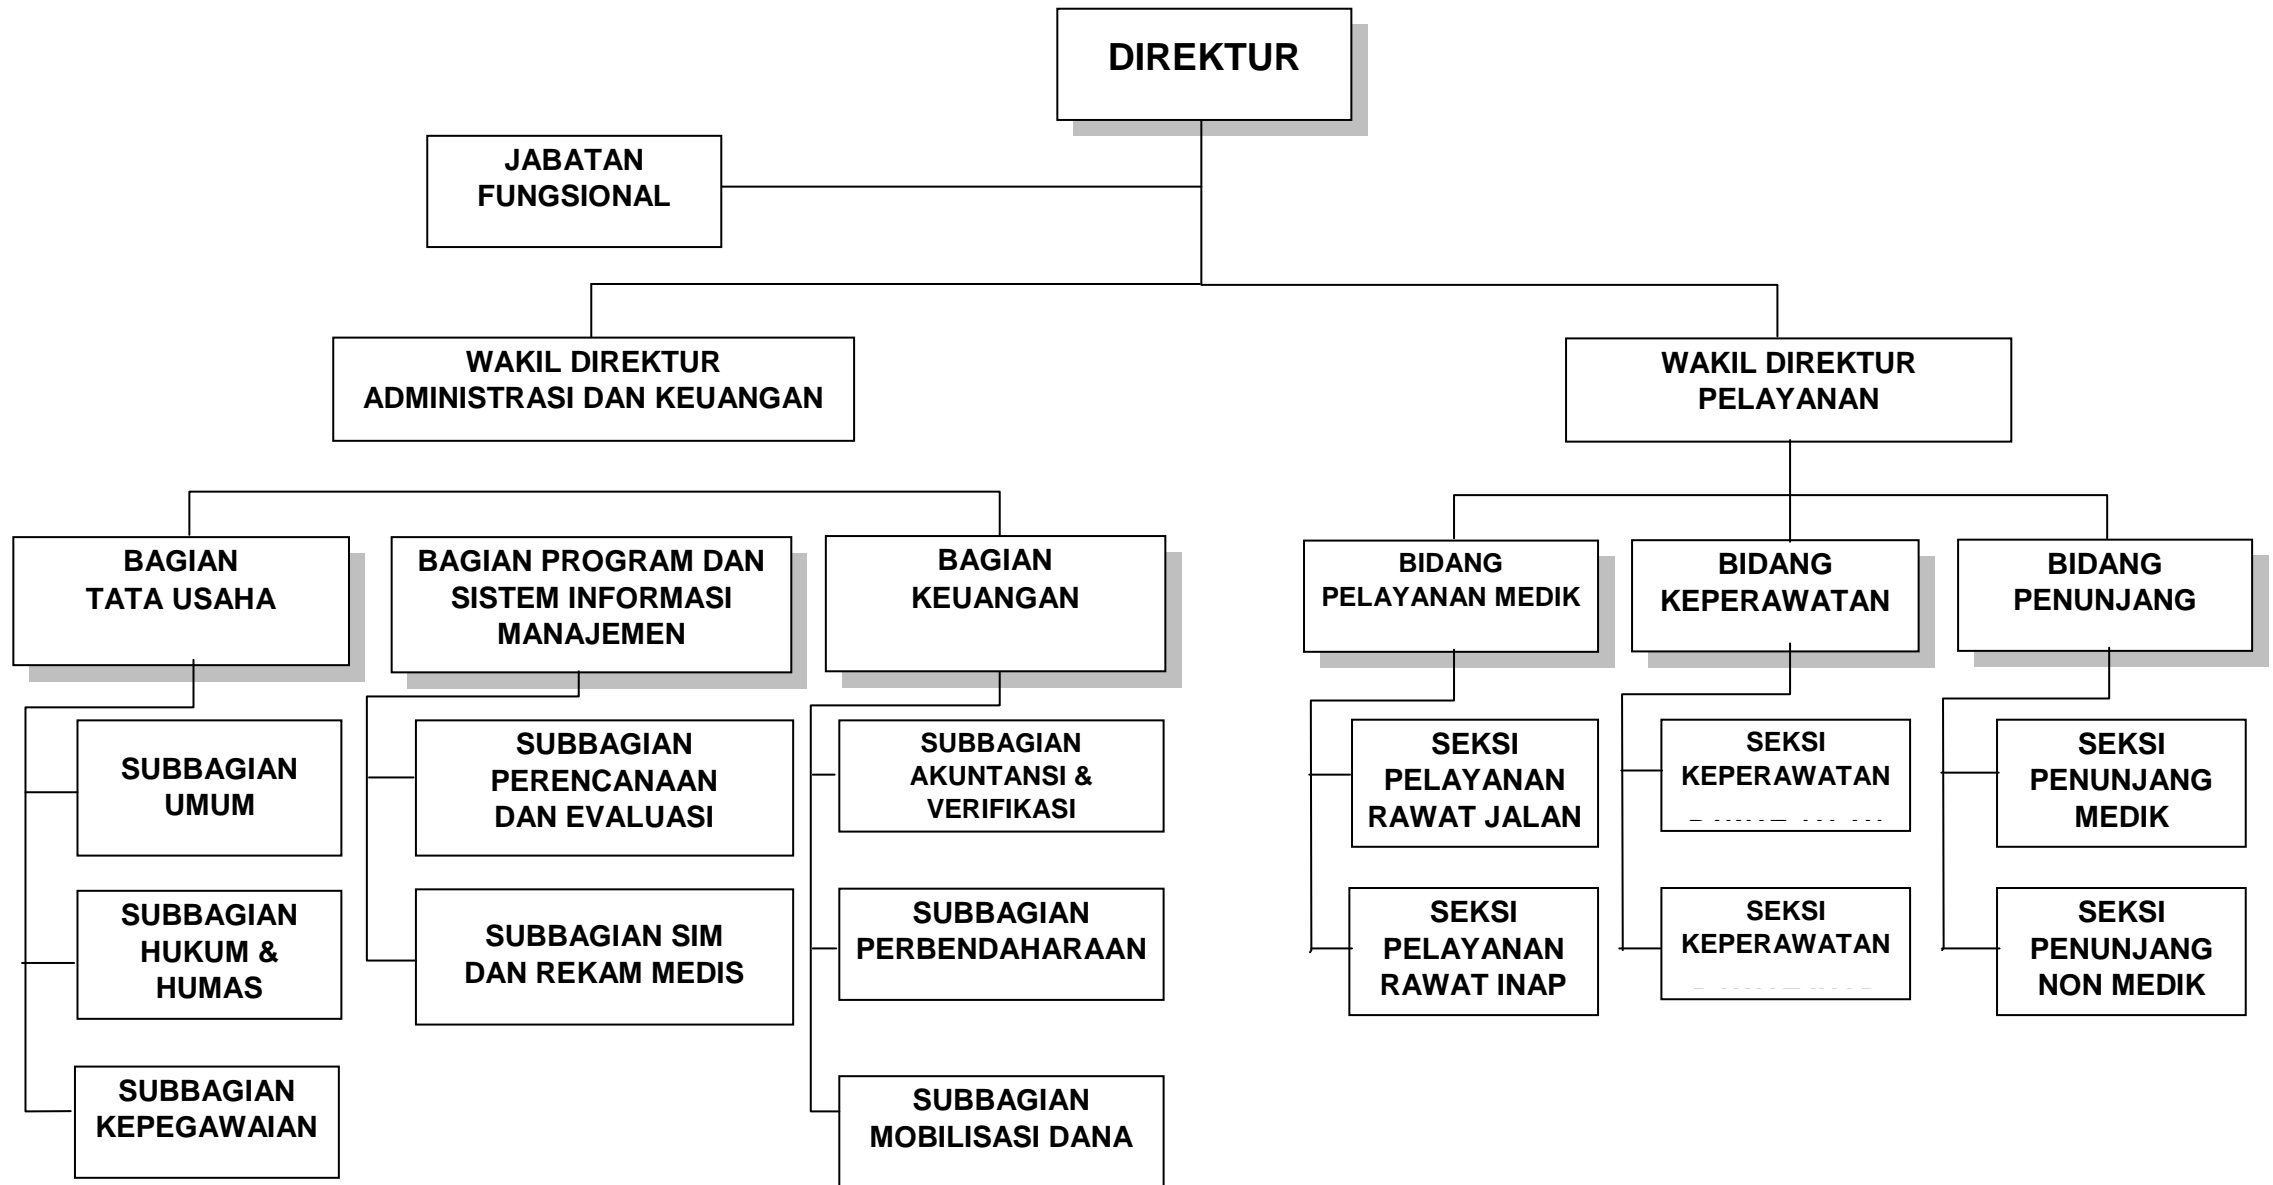 DIREKTUR
JABATAN
FUNGSIONAL
WAKIL DIREKTUR
ADMINISTRASI DAN KEUANGAN
WAKIL DIREKTUR
PELAYANAN
BAGIAN
TATA USAHA
BAGIAN PROGRAM DAN
SISTEM INFORMASI
MANAJEMEN
BAGIAN
KEUANGAN
BIDANG
PELAYANAN MEDIK
BIDANG
KEPERAWATAN
BIDANG
PENUNJANG
SUBBAGIAN
UMUM
SUBBAGIAN
PERENCANAAN
DAN EVALUASI
SUBBAGIAN
AKUNTANSI &
VERIFIKASI
SEKSI
PELAYANAN
RAWAT JALAN
SEKSI
KEPERAWATAN
SEKSI
PENUNJANG
MEDIK
SUBBAGIAN
HUKUM &
HUMAS
SUBBAGIAN SIM
DAN REKAM MEDIS
SUBBAGIAN
PERBENDAHARAAN
SEKSI
PELAYANAN
RAWAT INAP
SEKSI
KEPERAWATAN
SEKSI
PENUNJANG
NON MEDIK
SUBBAGIAN
KEPEGAWAIAN
SUBBAGIAN
MOBILISASI DANA